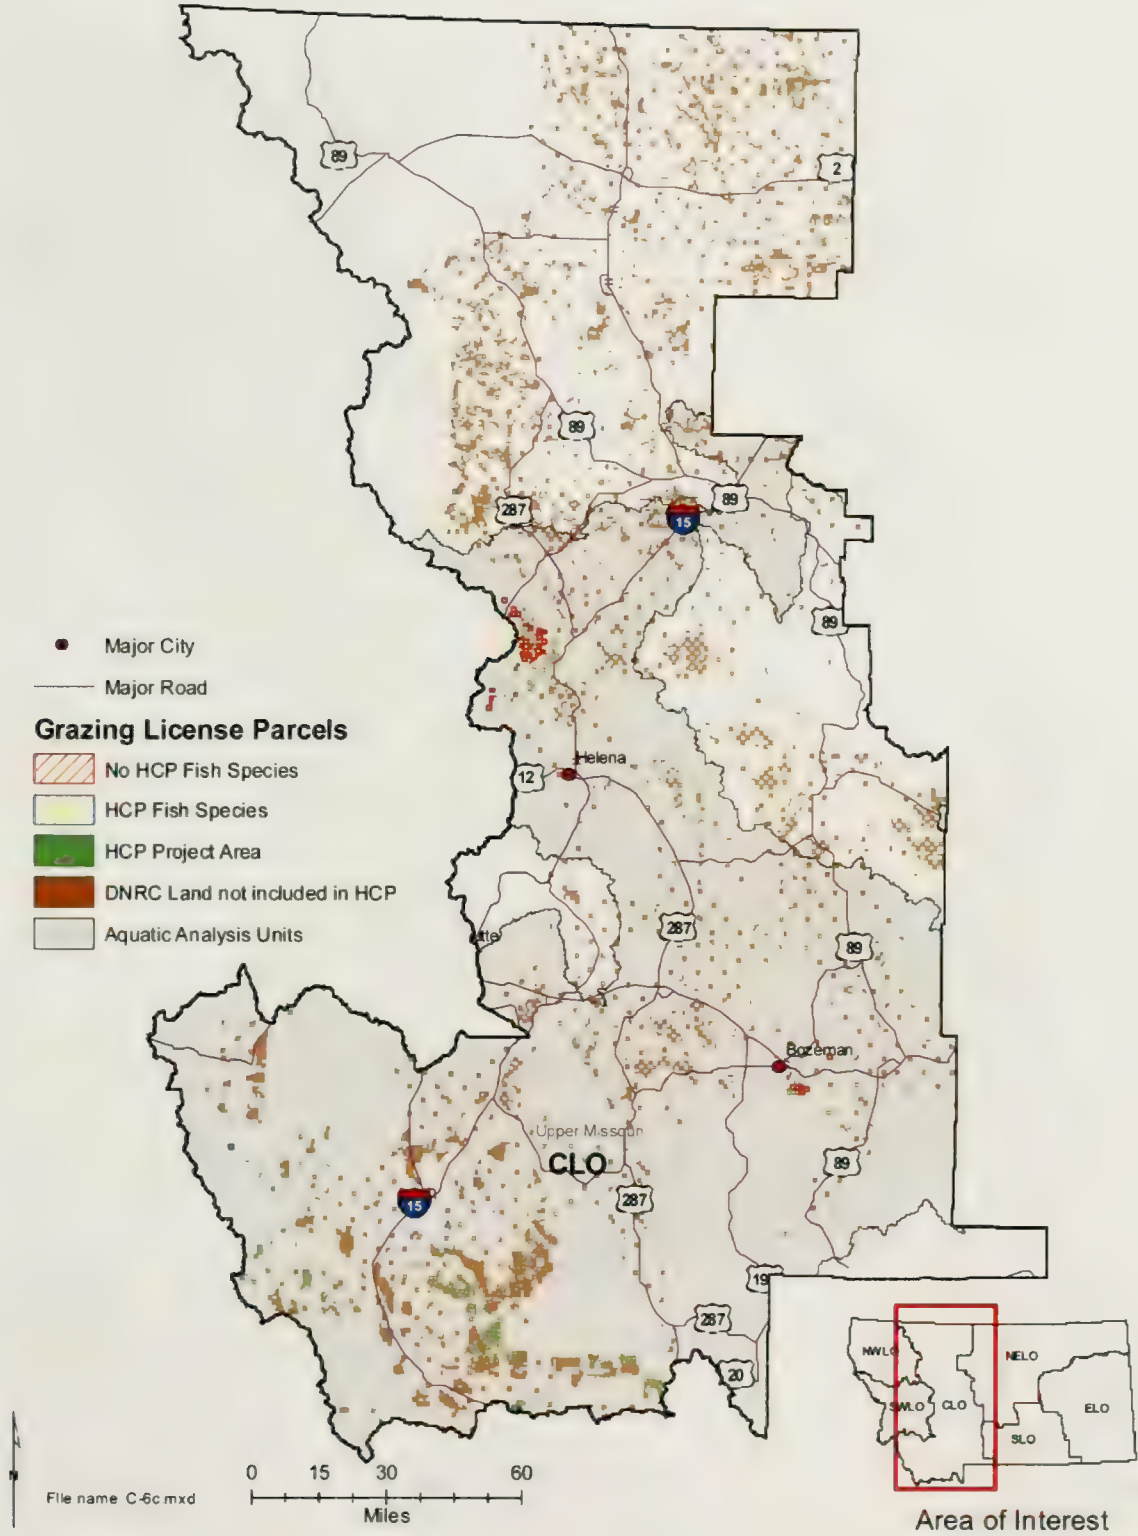 89
2
89
287
15
89
89
Major City
Major Road
Grazing License Parcels
No HCP Fish Species
HCP Fish Species
HCP Project Area
DNRC Land not included in HCP
Aquatic Analysis Units
Helena
12
287
89
Bozeman
Upper Missouri
CLO
89
287
15
19
287
20
NWLO
NELO
SWLO
CLO
ELO
SLO
N
0 15 30 60
Miles
File name C-6c.mxd
Area of Interest